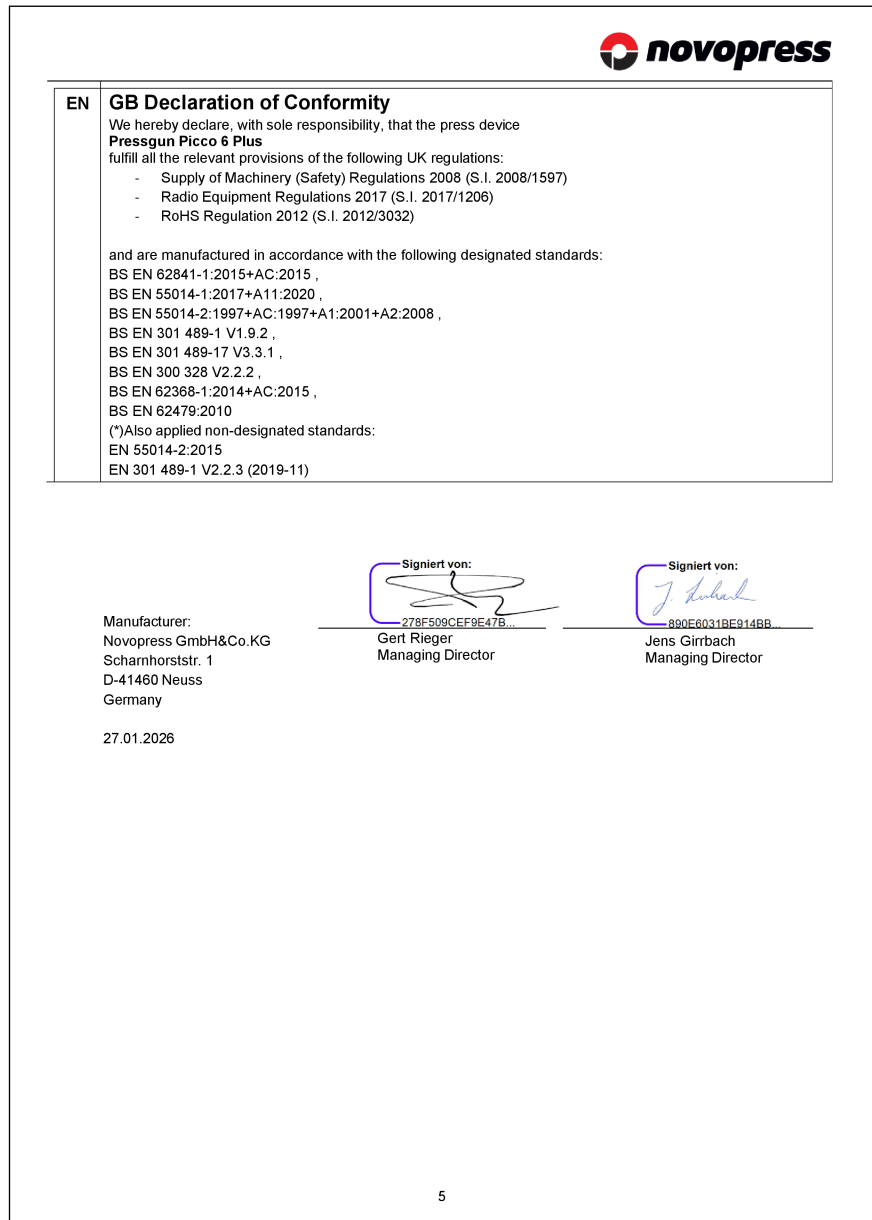 novopress
EN GB Declaration of Conformity
We hereby declare, with sole responsibility, that the press device
Pressgun Picco 6 Plus
fulfill all the relevant provisions of the following UK regulations:
- Supply of Machinery (Safety) Regulations 2008 (S.I. 2008/1597)
- Radio Equipment Regulations 2017 (S.I. 2017/1206)
- RoHS Regulation 2012 (S.I. 2012/3032)
and are manufactured in accordance with the following designated standards:
BS EN 62841-1:2015+AC:2015 ,
BS EN 55014-1:2017+A11:2020 ,
BS EN 55014-2:1997+AC:1997+A1:2001+A2:2008 ,
BS EN 301 489-1 V1.9.2 ,
BS EN 301 489-17 V3.3.1 ,
BS EN 300 328 V2.2.2 ,
BS EN 62368-1:2014+AC:2015 ,
BS EN 62479:2010
(*)Also applied non-designated standards:
EN 55014-2:2015
EN 301 489-1 V2.2.3 (2019-11)
Signiert von:
278F509CEF9E47B...
Gert Rieger
Managing Director
Signiert von:
890E6031BE914BB...
Jens Girrbach
Managing Director
Manufacturer:
Novopress GmbH&Co.KG
Scharnhorststr. 1
D-41460 Neuss
Germany
27.01.2026
5